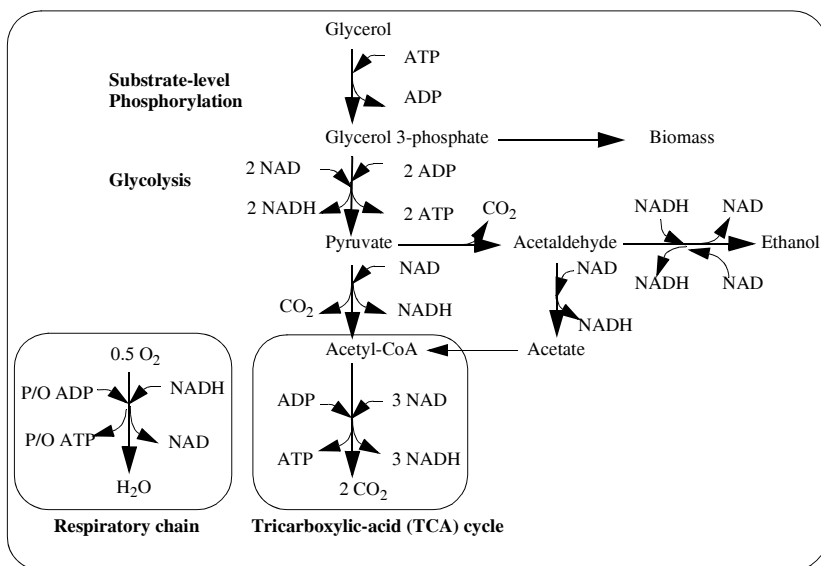 Glycerol
ATP
Substrate-level
Phosphorylation
ADP
Glycerol 3-phosphate
Biomass
2 NAD
2 ADP
Glycolysis
2 NADH
2 ATP
CO2
NADH
NAD
Pyruvate
Acetaldehyde
Ethanol
NAD
NAD
NADH
NAD
CO2
NADH
NADH
0.5 O2
Acetyl-CoA
Acetate
P/O ADP
NADH
ADP
3 NAD
P/O ATP
NAD
ATP
3 NADH
H2O
2 CO2
Respiratory chain
Tricarboxylic-acid (TCA) cycle